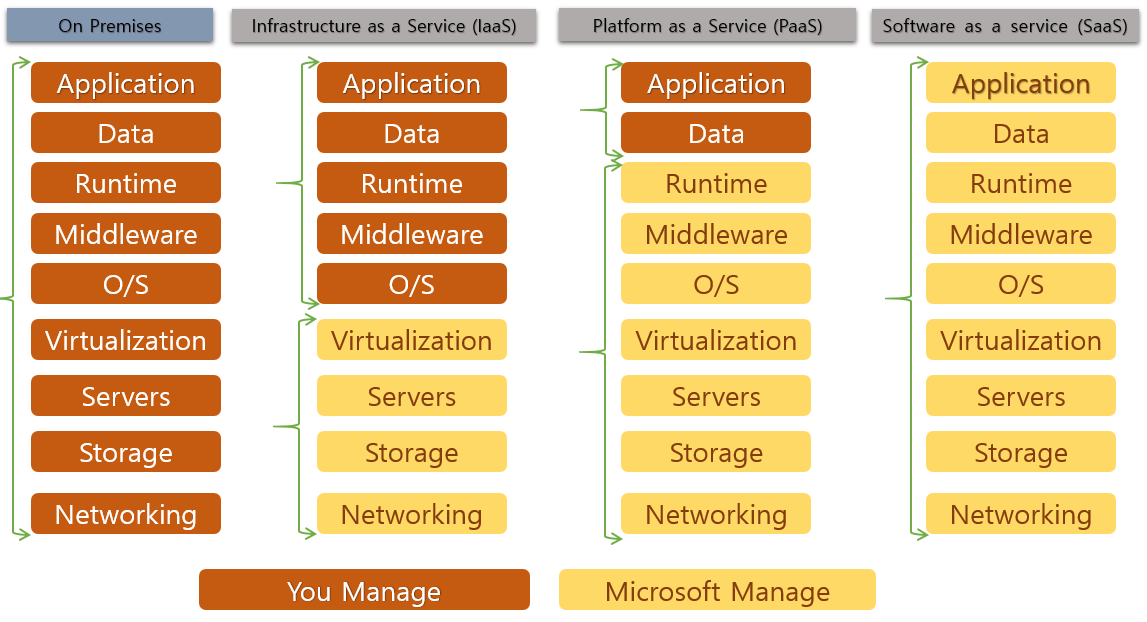 On Premises
Infrastructure as a Service (IaaS)
Platform as a Service (PaaS)
Software as a service (SaaS)
Application
Data
Runtime
Middleware
O/S
Virtualization
Servers
Storage
Networking
Application
Data
Runtime
Middleware
O/S
Virtualization
Servers
Storage
Networking
Application
Data
Runtime
Middleware
O/S
Virtualization
Servers
Storage
Networking
Application
Data
Runtime
Middleware
O/S
Virtualization
Servers
Storage
Networking
You Manage
Microsoft Manage